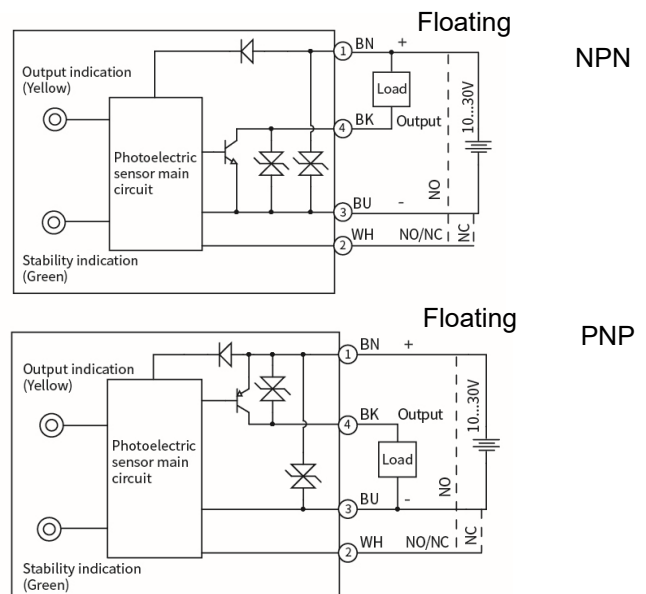 Floating
NPN
1 BN +
Output indication
(Yellow)
Load
10...30V
4 BK Output
Photoelectric
sensor main
circuit
NO
3 BU -
2 WH NO/NC NC
Stability indication
(Green)
Floating
PNP
1 BN +
Output indication
(Yellow)
10...30V
4 BK Output
Photoelectric
sensor main
circuit
Load
NO
3 BU -
2 WH NO/NC NC
Stability indication
(Green)